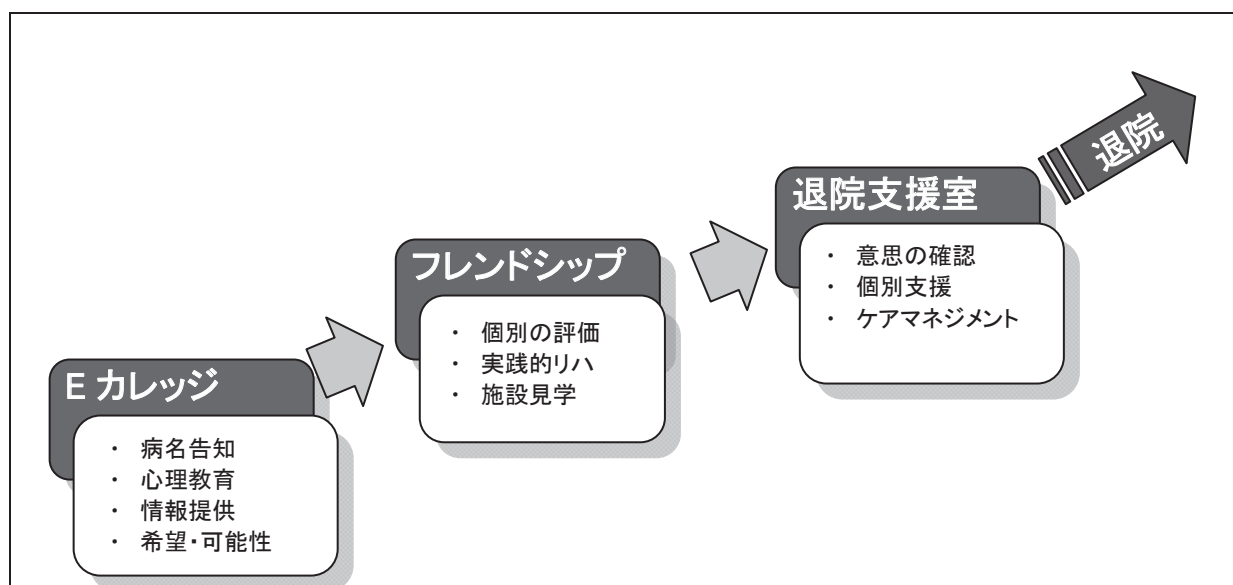 E カレッジ
・ 病名告知
・ 心理教育
・ 情報提供
・ 希望・可能性
フレンドシップ
・ 個別の評価
・ 実践的リハ
・ 施設見学
退院支援室
・ 意思の確認
・ 個別支援
・ ケアマネジメント
退院